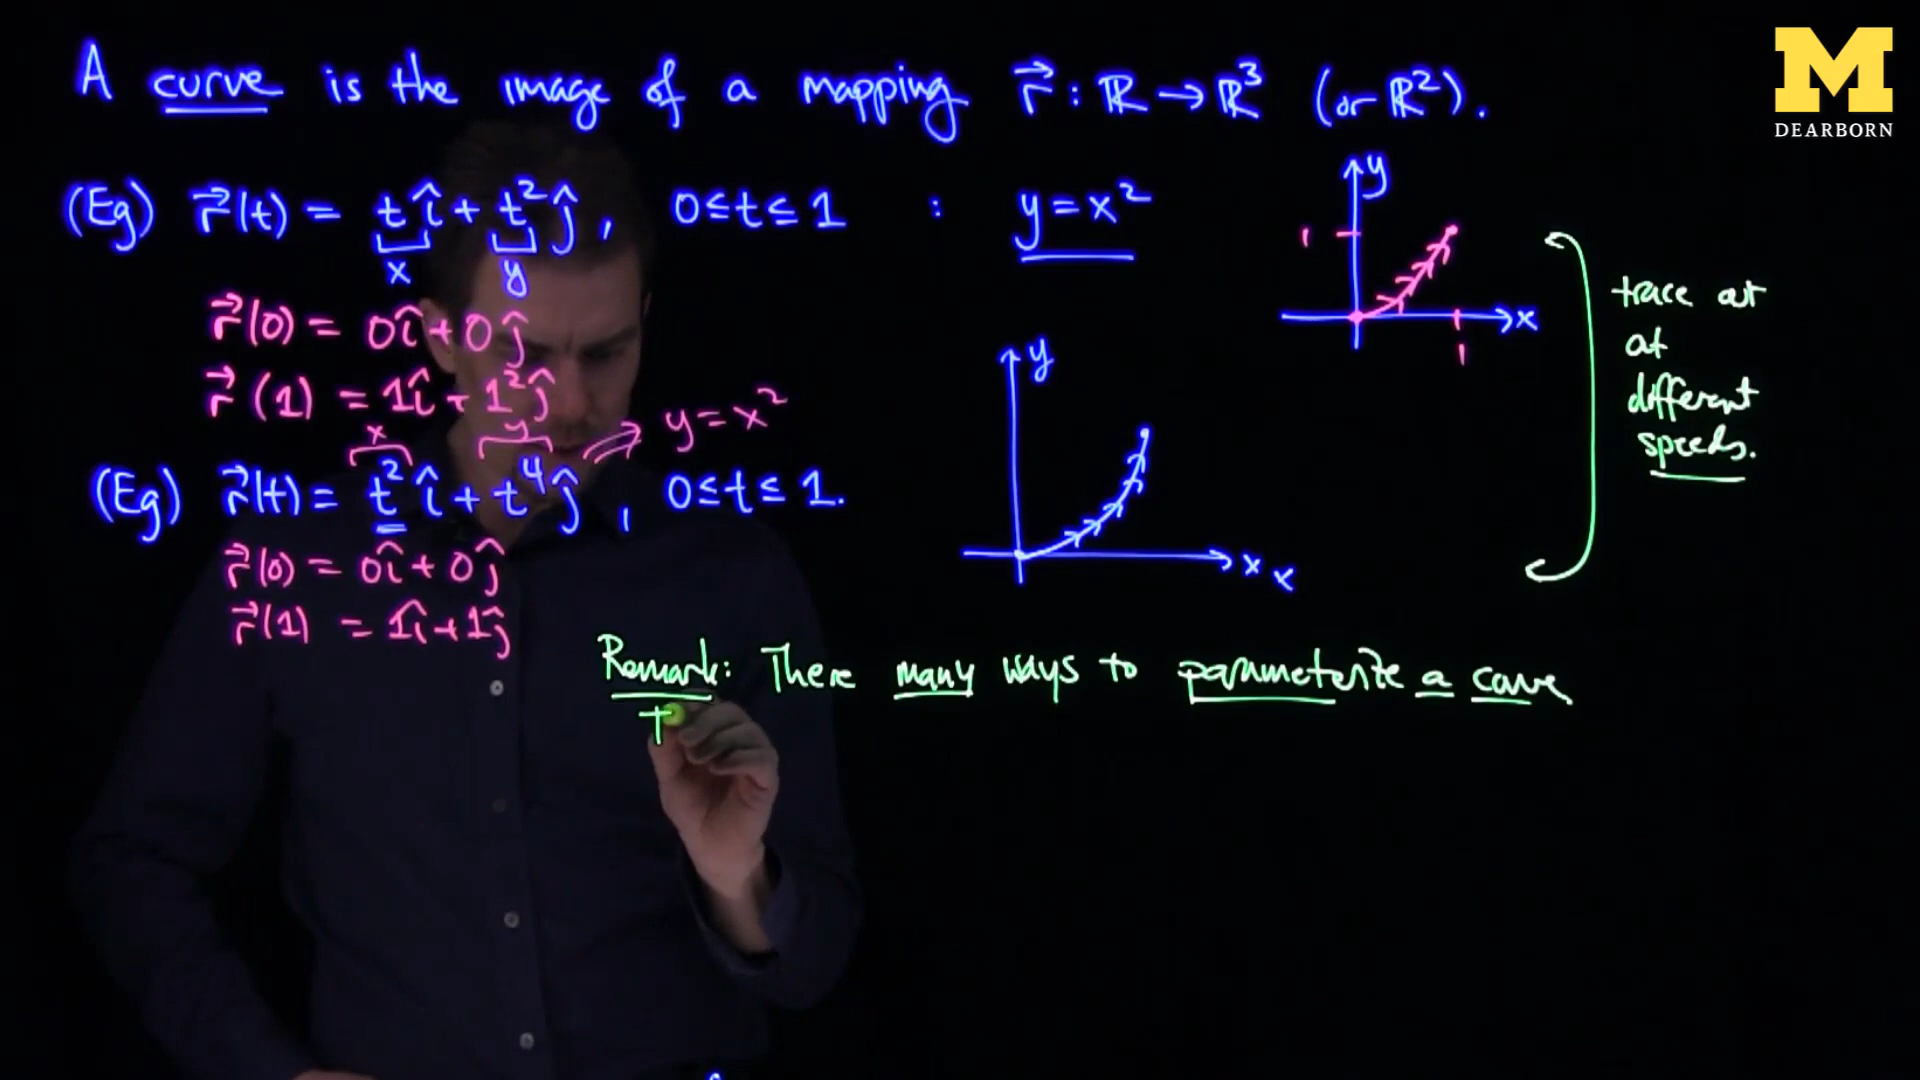 A curve is the image of a mapping r⃗ : ℝ → ℝ³ (or ℝ²).
M
DEARBORN
(Eg) r⃗(t) = t î + t² ĵ , 0 ≤ t ≤ 1 : y = x²
x y
r⃗(0) = 0î + 0ĵ
r⃗(1) = 1î + 1² ĵ
y
1
x
1
trace out
at
different
speeds.
x y
y = x²
(Eg) r⃗(t) = t² î + t⁴ ĵ , 0 ≤ t ≤ 1.
r⃗(0) = 0î + 0ĵ
r⃗(1) = 1î + 1ĵ
y
x x
Remark: There many ways to parameterize a curve
T